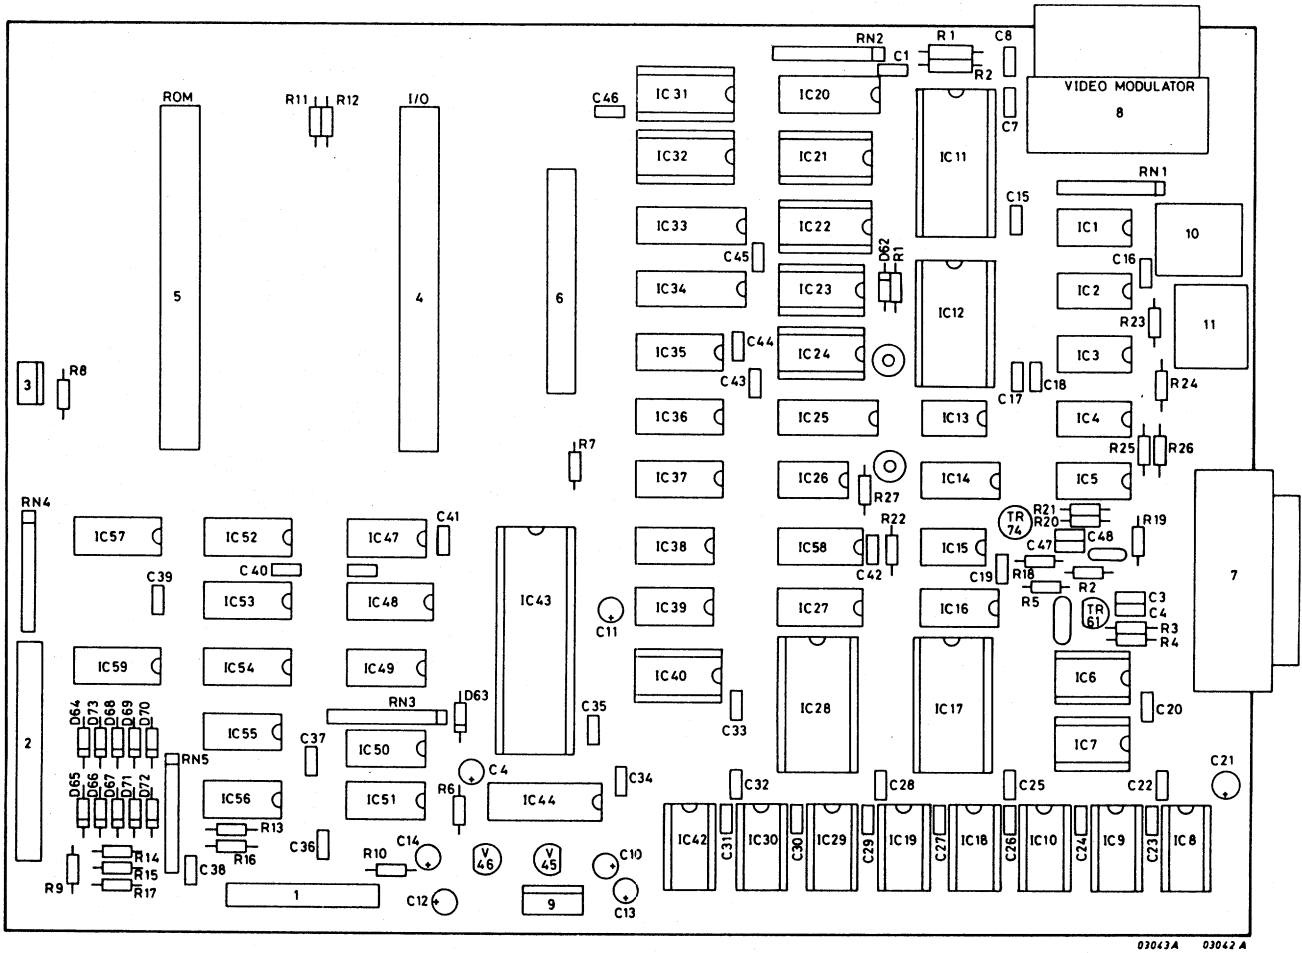 RN2
R1
C8
C1
R2
VIDEO MODULATOR
8
ROM
R11
R12
I/O
C46
IC31
IC20
C7
IC32
IC21
IC11
RN1
C15
IC33
IC22
IC1
10
C45
D62
R1
C16
5
4
6
IC34
IC23
IC2
IC12
R23
11
IC35
C44
IC24
IC3
3
R8
C43
C17
C18
R24
IC36
IC25
IC13
IC4
R7
R25
R26
IC37
IC26
IC14
IC5
RN4
R27
C41
R22
TR
74
R21
R20
R19
IC57
IC52
IC47
IC38
IC58
IC15
C47
C48
C40
C39
C42
C19
R18
R2
7
IC53
IC48
IC43
C11
IC39
IC27
IC16
R5
TR
61
C3
C4
R3
R4
IC59
IC54
IC49
IC40
IC6
RN3
D63
C35
C33
IC28
IC17
C20
D64
D73
D68
D69
D70
2
IC55
C37
IC50
IC7
RN5
C4
C34
C32
C28
C25
C22
C21
D65
D66
D67
D71
D72
IC56
IC51
R6
IC44
R13
R16
C36
C14
R10
V
46
V
45
C10
IC42
C31
IC30
C30
IC29
C29
IC19
C27
IC18
C26
IC10
C24
IC9
C23
IC8
R14
R15
R17
R9
C38
1
C12
9
C13
03043A
03042 A